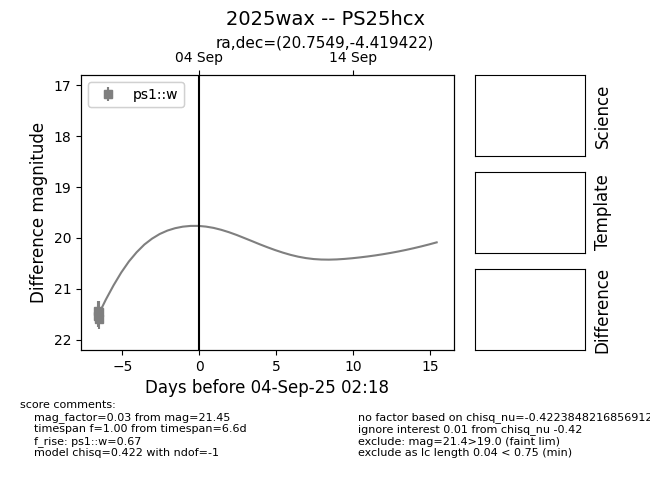 2025wax -- PS25hcx
ra,dec=(20.7549,-4.419422)
04 Sep 14 Sep
ps1::w
17
18
19
20
21
22
Difference magnitude
−5 0 5 10 15
Days before 04-Sep-25 02:18
Science
Template
Difference
score comments:
mag_factor=0.03 from mag=21.45
timespan f=1.00 from timespan=6.6d
f_rise: ps1::w=0.67
model chisq=0.422 with ndof=-1
no factor based on chisq_nu=-0.4223848216856912
ignore interest 0.01 from chisq_nu -0.42
exclude: mag=21.4>19.0 (faint lim)
exclude as lc length 0.04 < 0.75 (min)